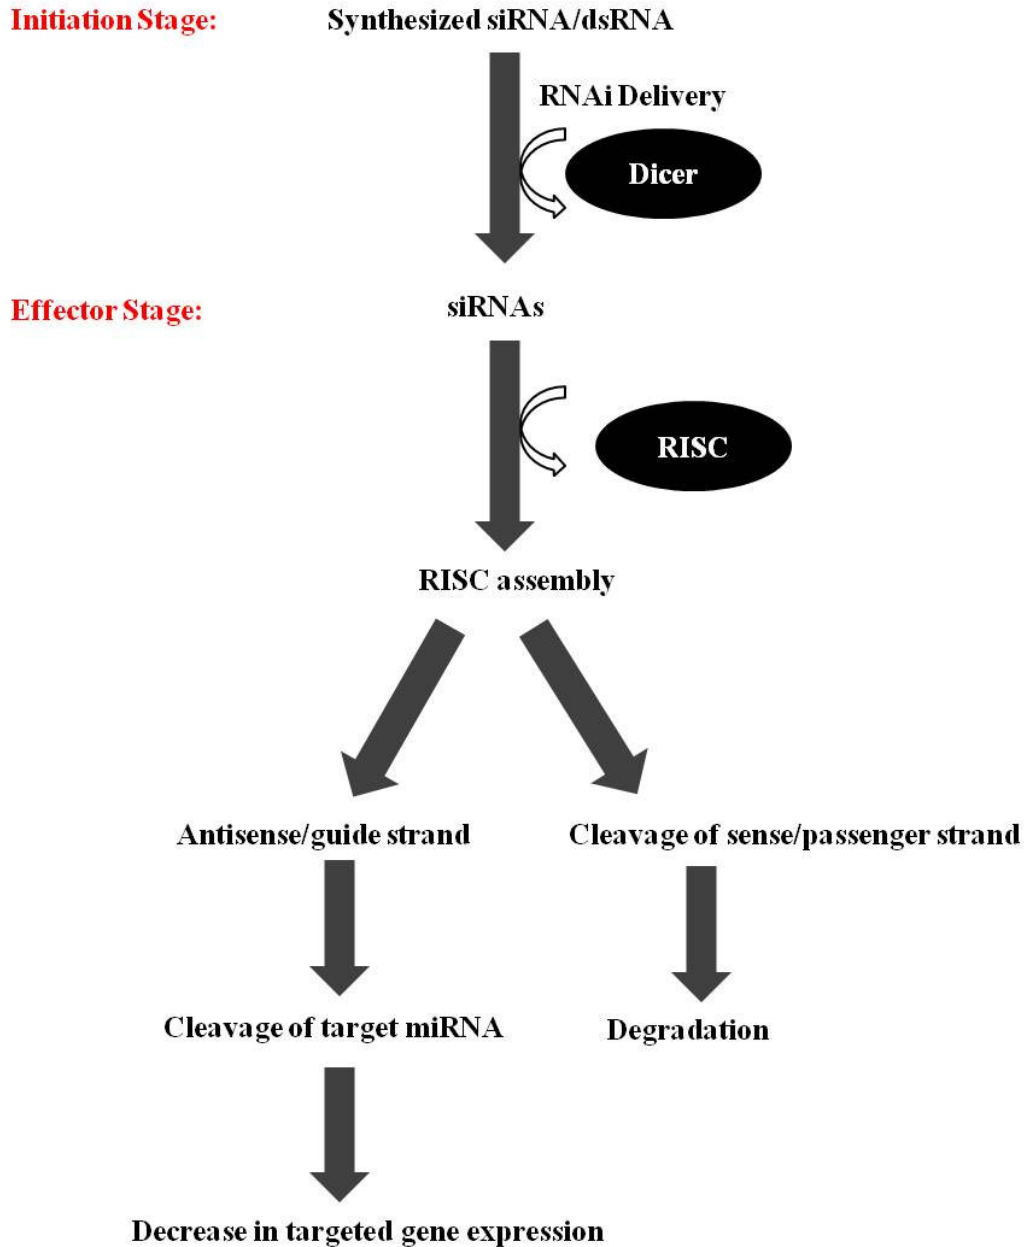 Initiation Stage: Synthesized siRNA/dsRNA
RNAi Delivery
Dicer
Effector Stage: siRNAs
RISC
RISC assembly
Antisense/guide strand Cleavage of sense/passenger strand
Cleavage of target miRNA Degradation
Decrease in targeted gene expression